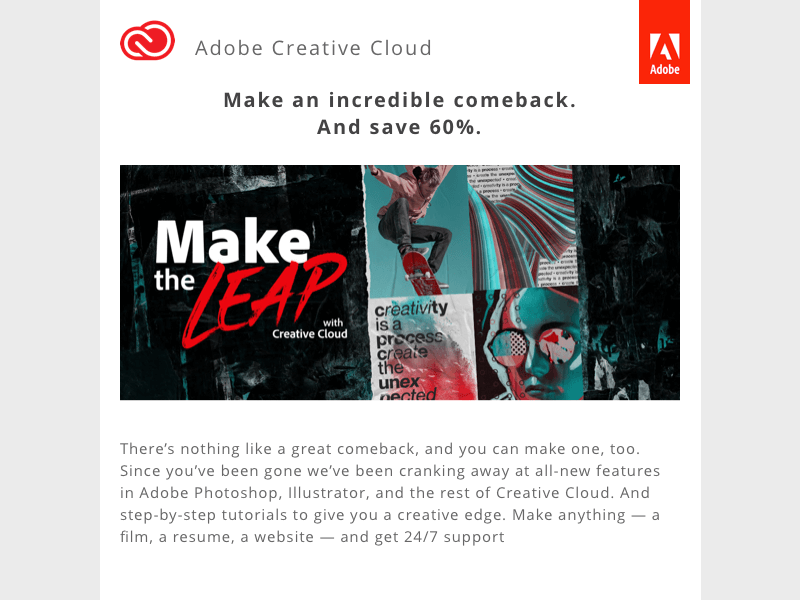 Adobe Creative Cloud
Adobe
Make an incredible comeback.
And save 60%.
Make
the LEAP
with
Creative Cloud
creativity
is a
process
create
the
unex
pected
There’s nothing like a great comeback, and you can make one, too.
Since you’ve been gone we’ve been cranking away at all-new features
in Adobe Photoshop, Illustrator, and the rest of Creative Cloud. And
step-by-step tutorials to give you a creative edge. Make anything — a
film, a resume, a website — and get 24/7 support